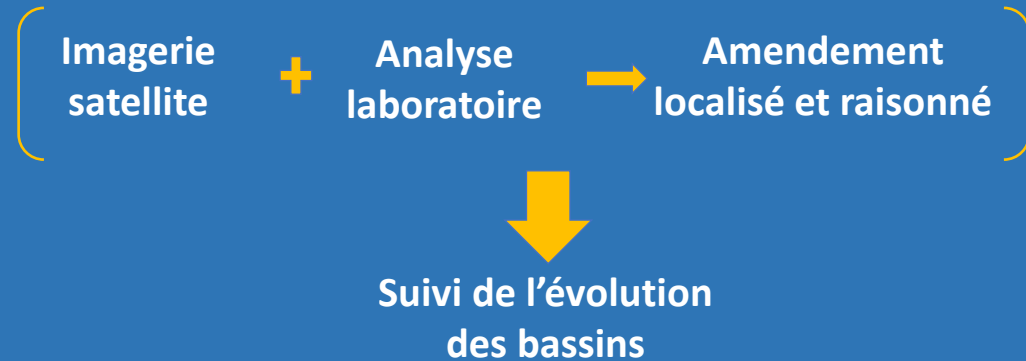 Imagerie
satellite
+
Analyse
laboratoire
Amendement
localisé et raisonné
Suivi de l’évolution
des bassins